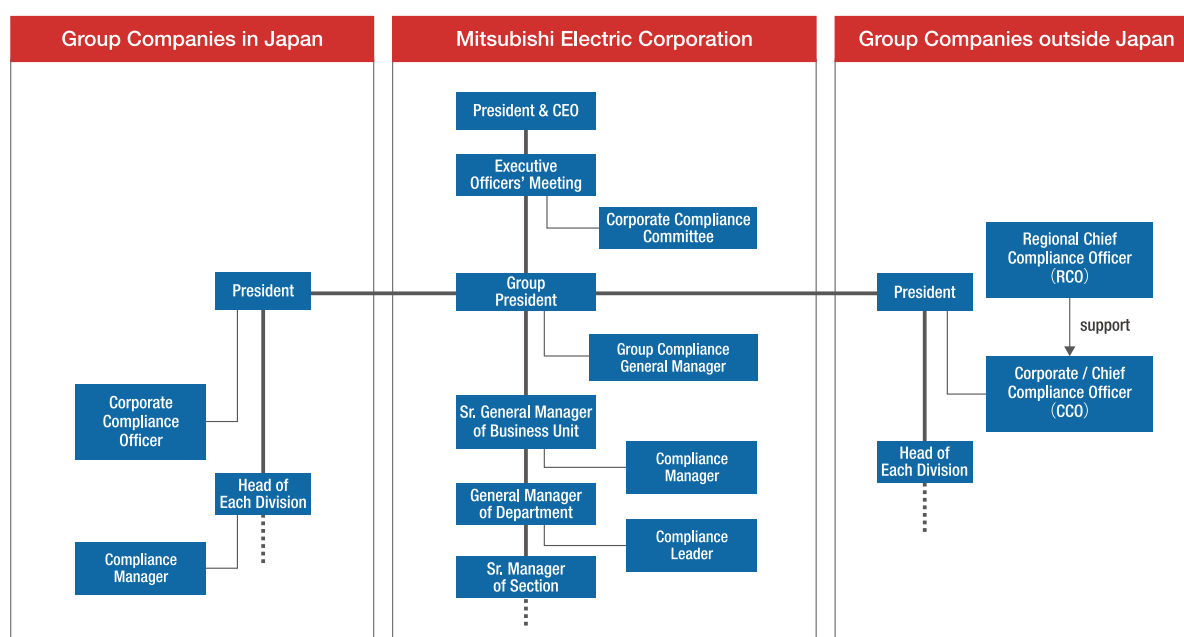 Group Companies in Japan
Mitsubishi Electric Corporation
Group Companies outside Japan
President & CEO
Executive
Officers' Meeting
Corporate Compliance
Committee
Group
President
Group Compliance
General Manager
Sr. General Manager
of Business Unit
Compliance
Manager
General Manager
of Department
Compliance
Leader
Sr. Manager
of Section
President
Corporate
Compliance
Officer
Head of
Each Division
Compliance
Manager
President
Regional Chief
Compliance Officer
（RCO）
support
Corporate / Chief
Compliance Officer
（CCO）
Head of
Each Division